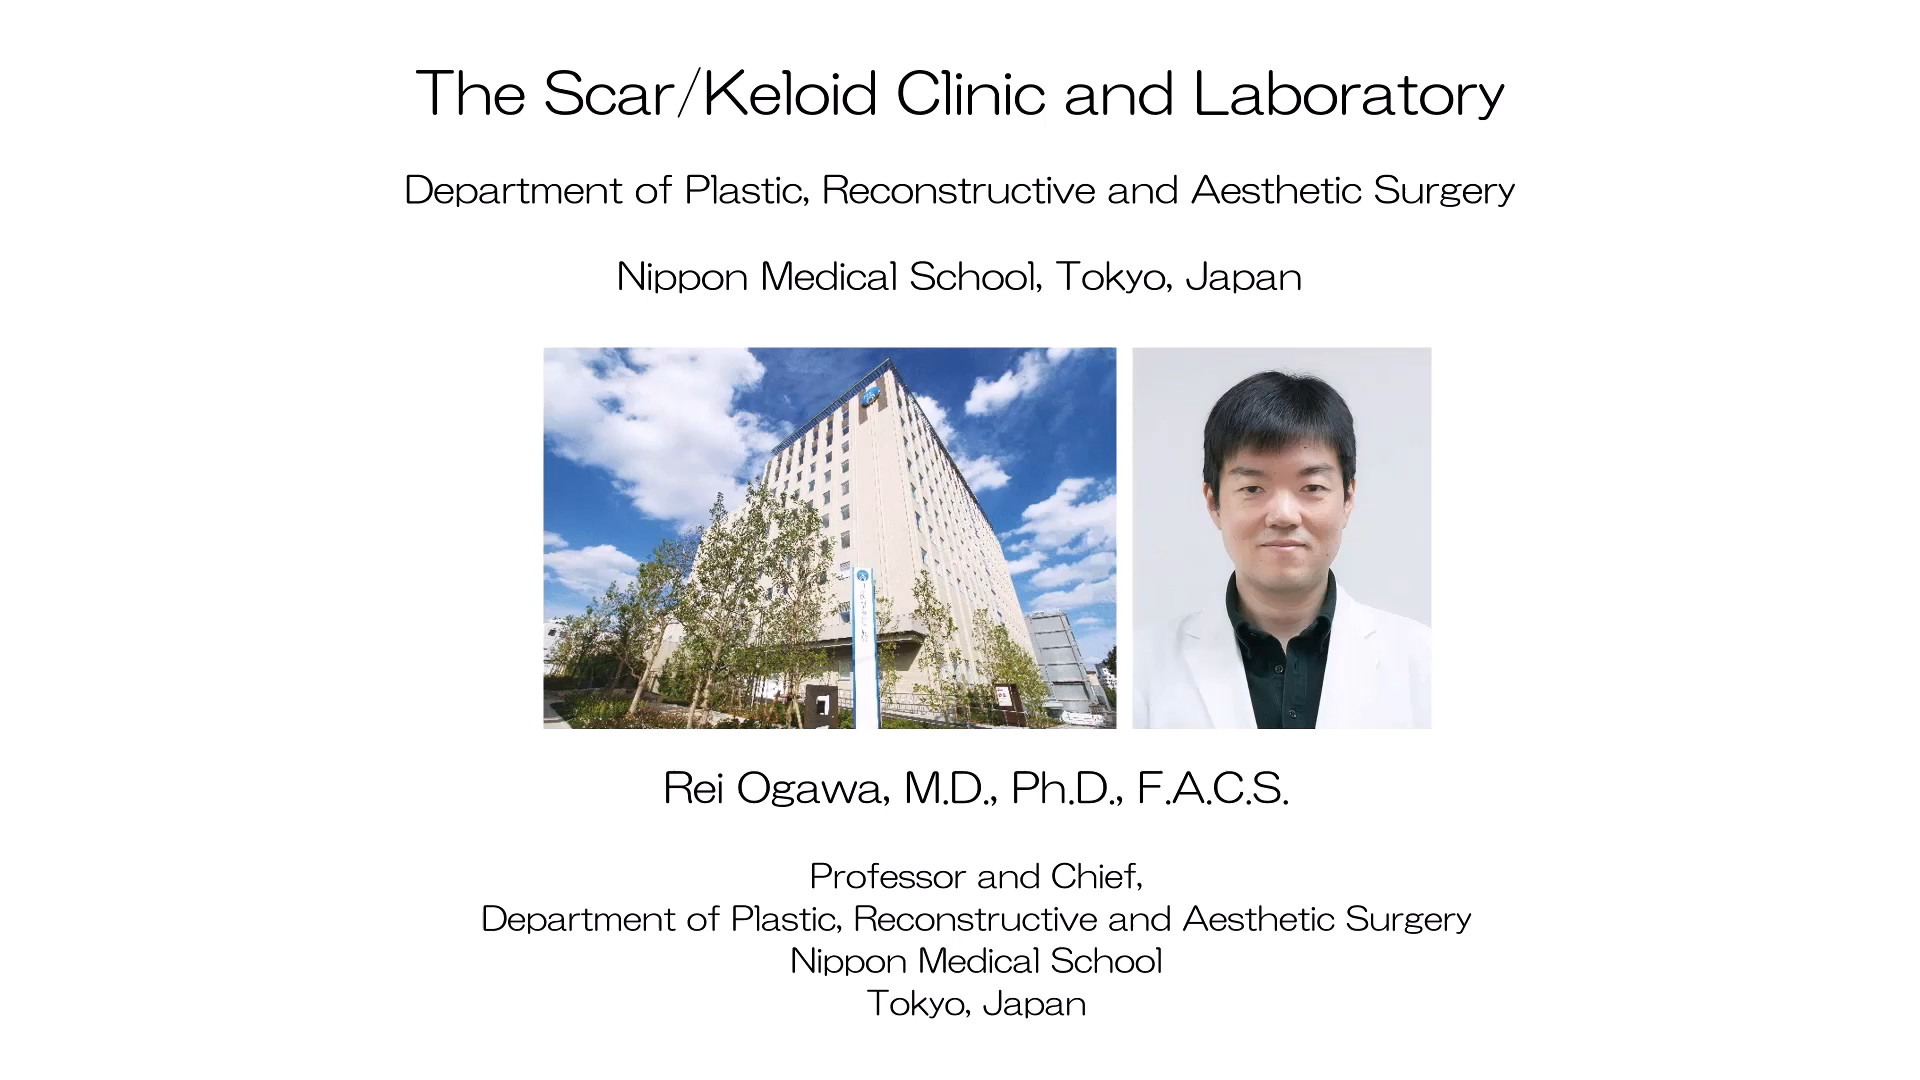 The Scar/Keloid Clinic and Laboratory
Department of Plastic, Reconstructive and Aesthetic Surgery
Nippon Medical School, Tokyo, Japan
Rei Ogawa, M.D., Ph.D., F.A.C.S.
Professor and Chief,
Department of Plastic, Reconstructive and Aesthetic Surgery
Nippon Medical School
Tokyo, Japan